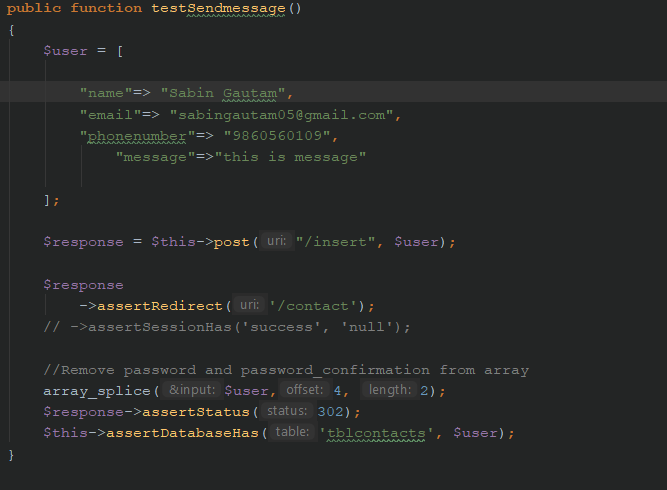 public function testSendmessage()
{
$user = [
"name"=> "Sabin Gautam",
"email"=> "sabingautam05@gmail.com",
"phonenumber"=> "9860560109",
"message"=>"this is message"
];
$response = $this->post( uri: "/insert", $user);
$response
->assertRedirect( uri: '/contact');
// ->assertSessionHas('success', 'null');
//Remove password and password_confirmation from array
array_splice( &input: $user, offset: 4, length: 2);
$response->assertStatus( status: 302);
$this->assertDatabaseHas( table: 'tblcontacts', $user);
}